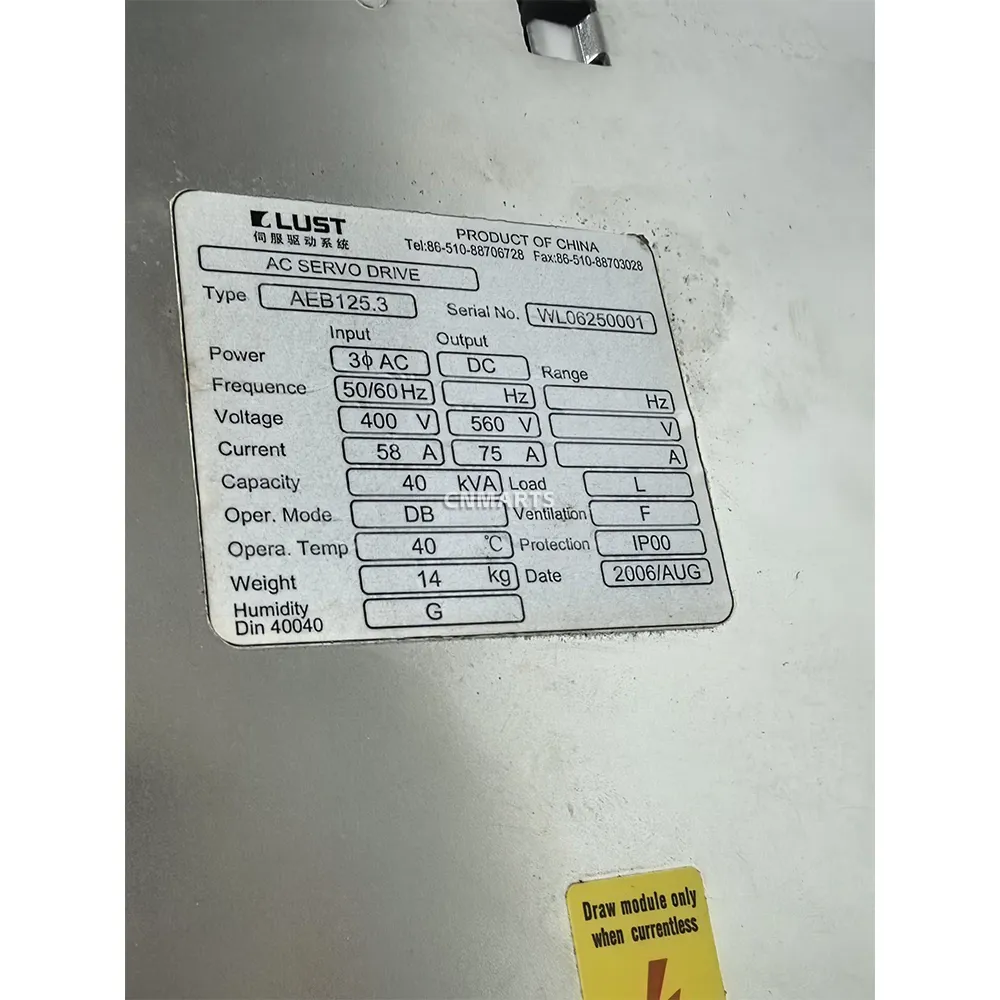 LUST
伺服驱动系統
PRODUCT OF CHINA
Tel:86-510-88706728 Fax:86-510-88703028
AC SERVO DRIVE
Type AEB125.3 Serial No. WL06250001
Input Output Range
Power 3ϕ AC DC
Frequence 50/60Hz Hz Hz
Voltage 400 V 560 V V
Current 58 A 75 A A
Capacity 40 kVA Load L
CNMARTS
Oper. Mode DB Ventilation F
Opera. Temp 40 ℃ Protection IP00
Weight 14 kg Date 2006/AUG
Humidity
Din 40040 G
Draw module only
when currentless